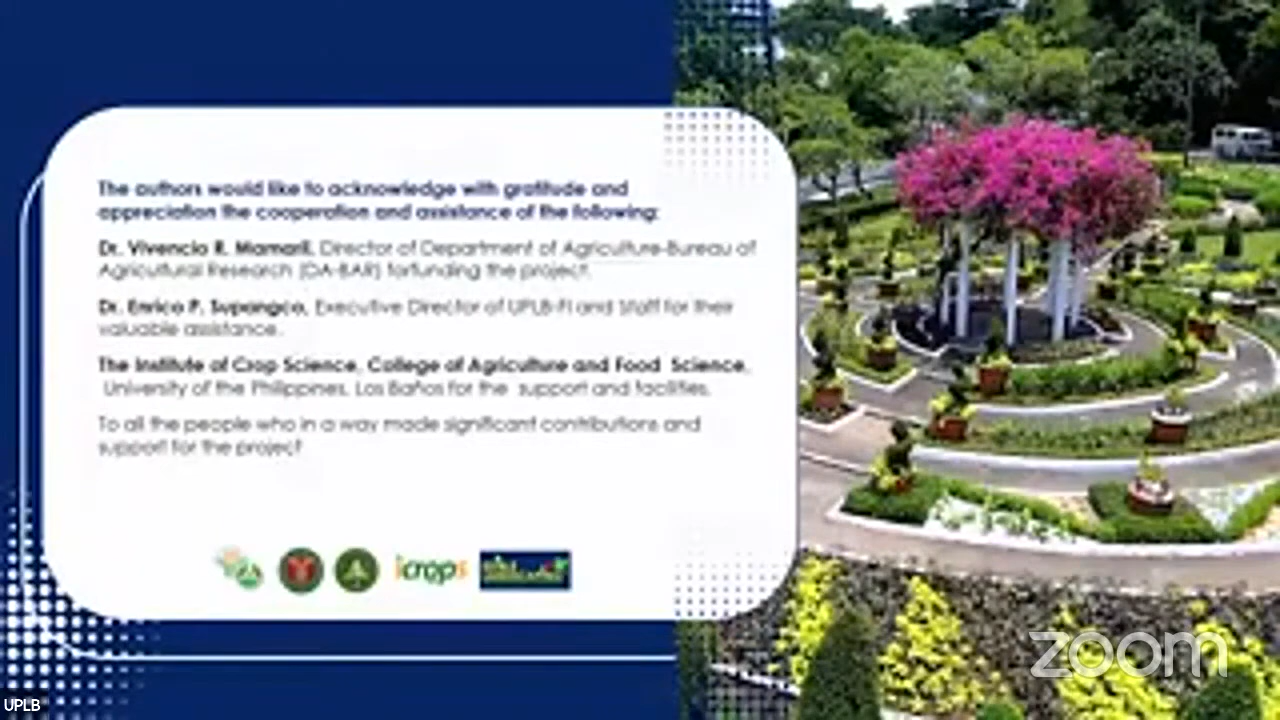 The authors would like to acknowledge with gratitude and
appreciation the cooperation and assistance of the following:
Dr. Vivencio R. Mamaril, Director of Department of Agriculture-Bureau of
Agricultural Research (DA-BAR) forfunding the project.
Dr. Enrico P. Supangco, Executive Director of UPLB-FI and Staff for their
valuable assistance.
The Institute of Crop Science, College of Agriculture and Food Science,
University of the Philippines, Los Baños for the support and facilities.
To all the people who in a way made significant contributions and
support for the project
icrops
zoom
UPLB